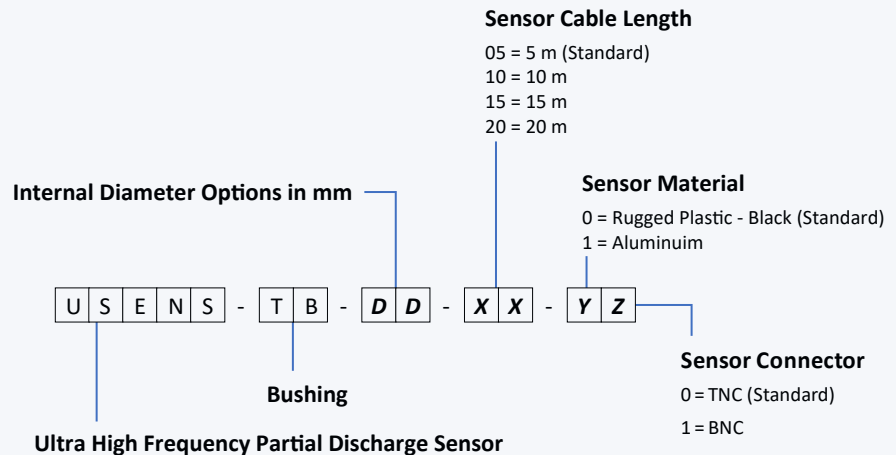 Sensor Cable Length
05 = 5 m (Standard)
10 = 10 m
15 = 15 m
20 = 20 m
Internal Diameter Options in mm
Sensor Material
0 = Rugged Plastic - Black (Standard)
1 = Aluminuim
U S E N S - T B - D D - X X - Y Z
Sensor Connector
0 = TNC (Standard)
1 = BNC
Bushing
Ultra High Frequency Partial Discharge Sensor